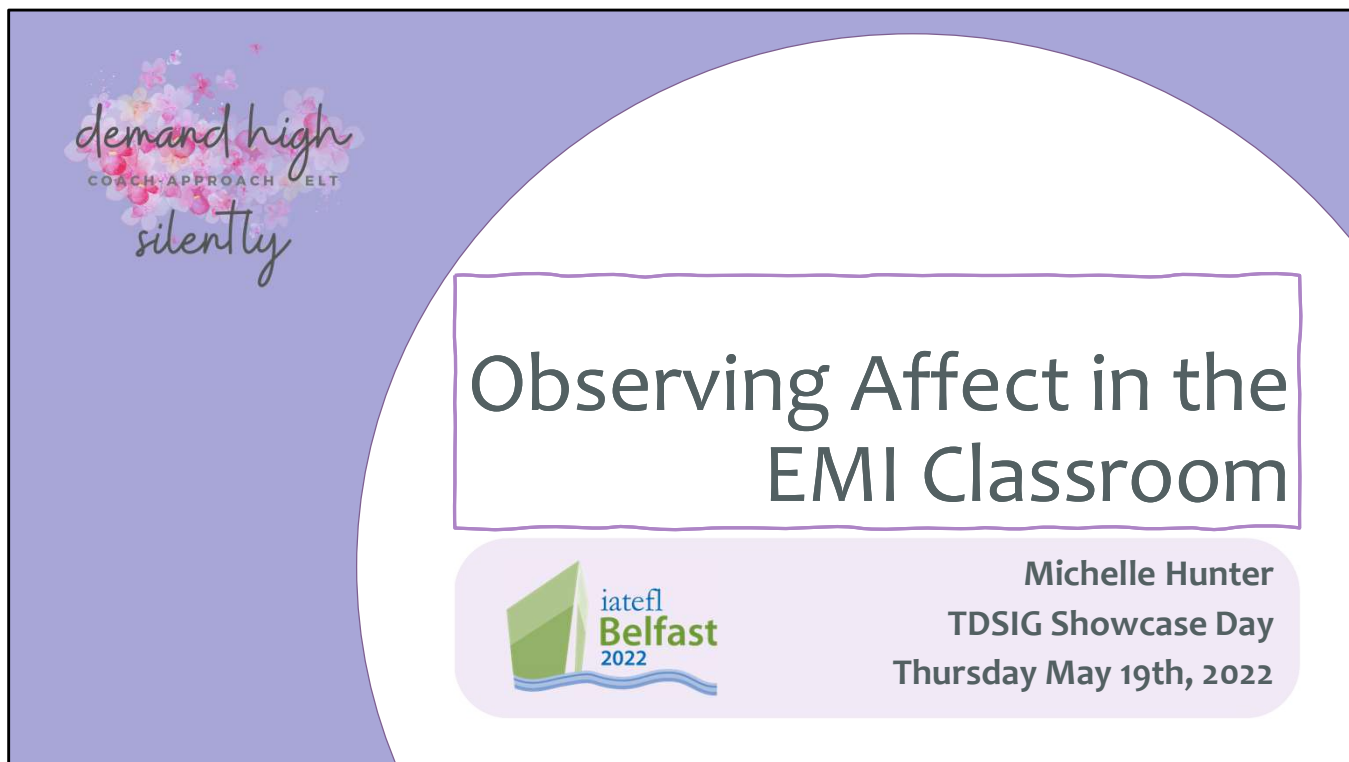 demand high
COACH-APPROACH ELT
silently
Observing Affect in the
EMI Classroom
iatefl
Belfast
2022
Michelle Hunter
TDSIG Showcase Day
Thursday May 19th, 2022